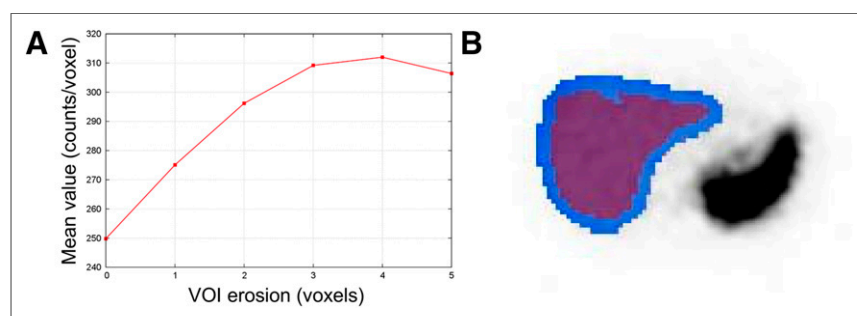 A
B
320
310
300
290
280
270
260
250
240
Mean value (counts/voxel)
0 1 2 3 4 5
VOI erosion (voxels)